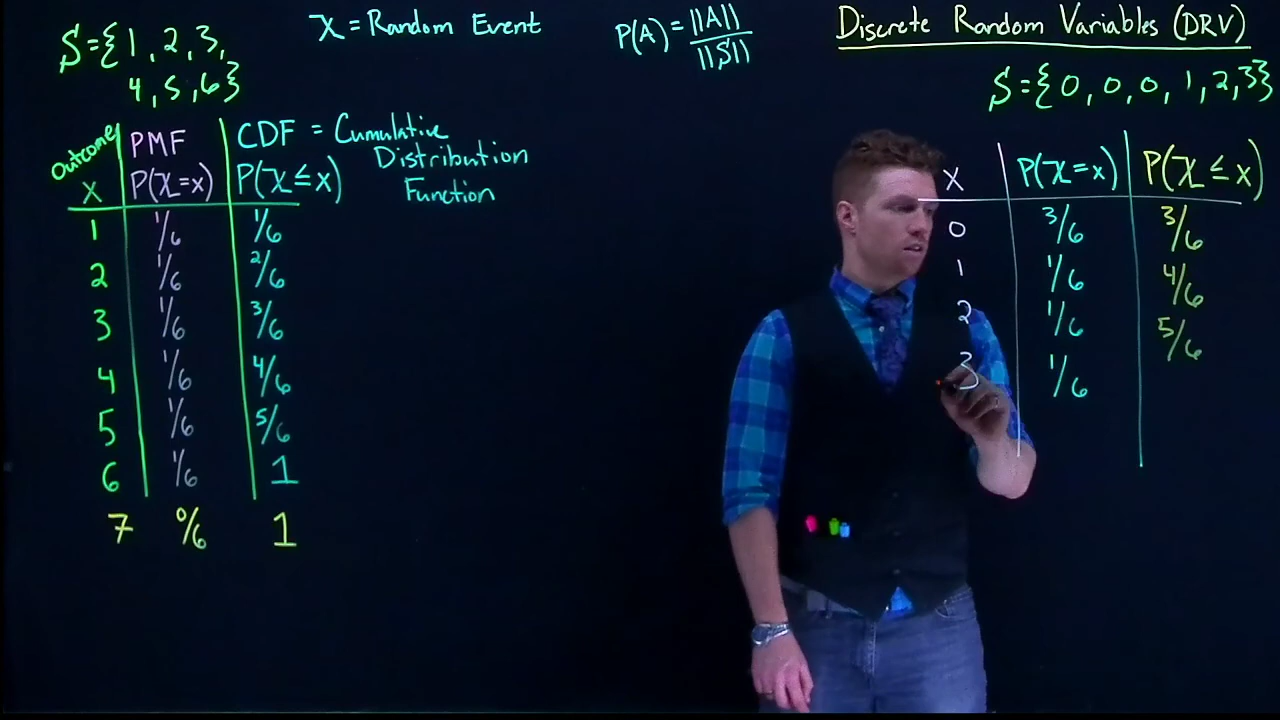 Discrete Random Variables (DRV)
S={1, 2, 3,
4, 5, 6}
X = Random Event
P(A) = ||A|| / ||S||
Outcome x | PMF P(X=x) | CDF P(X≤x) = Cumulative
Distribution
Function
1 1/6 1/6
2 1/6 2/6
3 1/6 3/6
4 1/6 4/6
5 1/6 5/6
6 1/6 1
7 0/6 1
S={0, 0, 0, 1, 2, 3}
x P(X=x) P(X≤x)
0 3/6 3/6
1 1/6 4/6
2 1/6 5/6
3 1/6